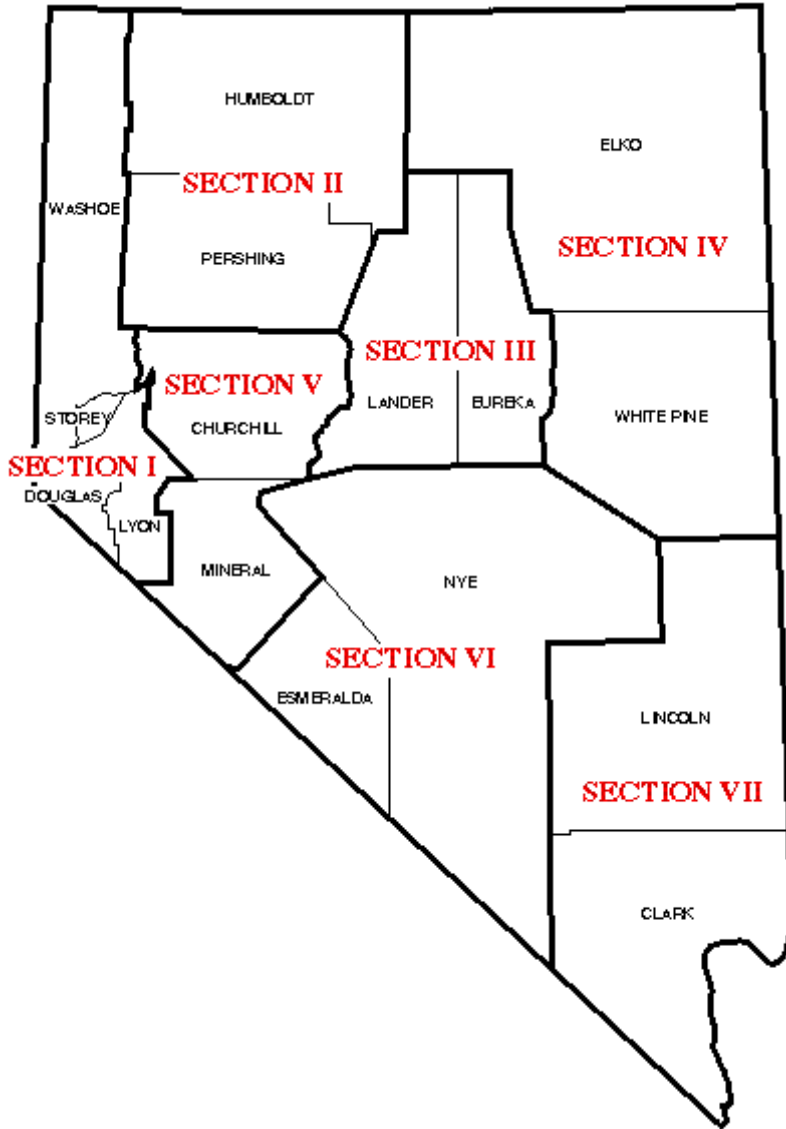 HUMBOLDT
ELKO
SECTION II
WASHOE
SECTION IV
PERSHING
SECTION III
SECTION V
LANDER
EUREKA
STOREY
CHURCHILL
WHITE PINE
SECTION I
DOUGLAS
LYON
MINERAL
NYE
SECTION VI
ESMERALDA
LINCOLN
SECTION VII
CLARK